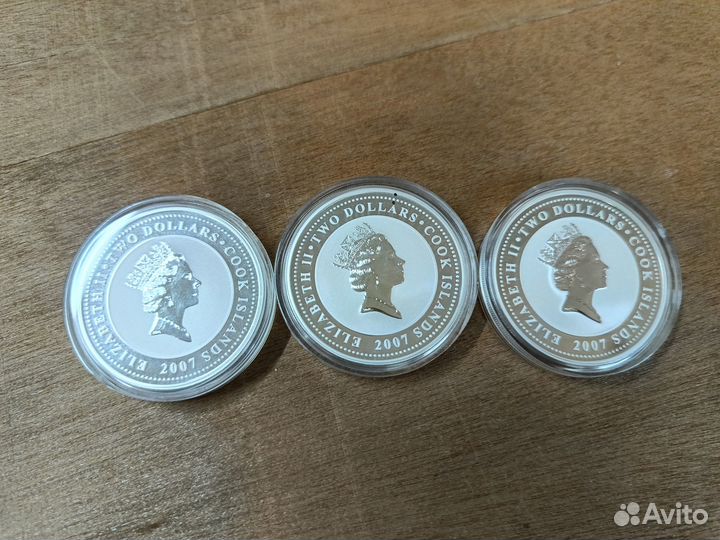 ELIZABETH II · TWO DOLLARS · COOK ISLANDS
2007
ELIZABETH II · TWO DOLLARS · COOK ISLANDS
2007
ELIZABETH II · TWO DOLLARS · COOK ISLANDS
2007
Avito